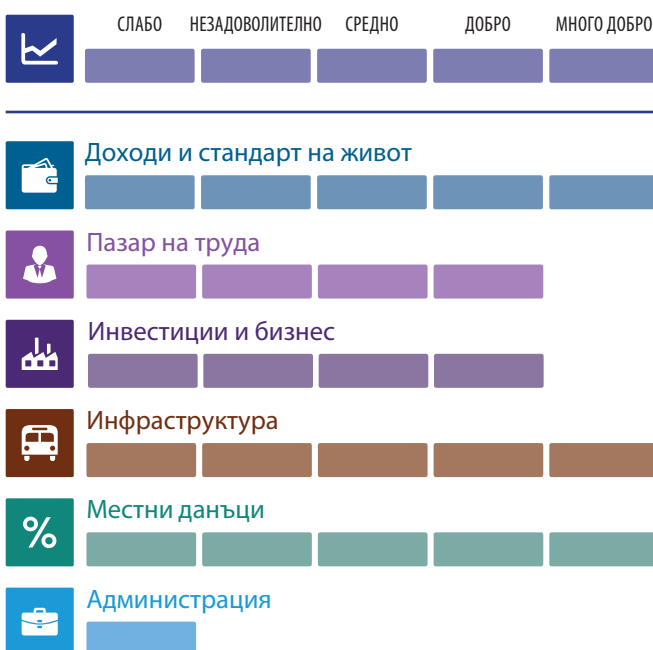 СЛАБО НЕЗАДОВОЛИТЕЛНО СРЕДНО ДОБРО МНОГО ДОБРО
Доходи и стандарт на живот
Пазар на труда
Инвестиции и бизнес
Инфраструктура
Местни данъци
%
Администрация